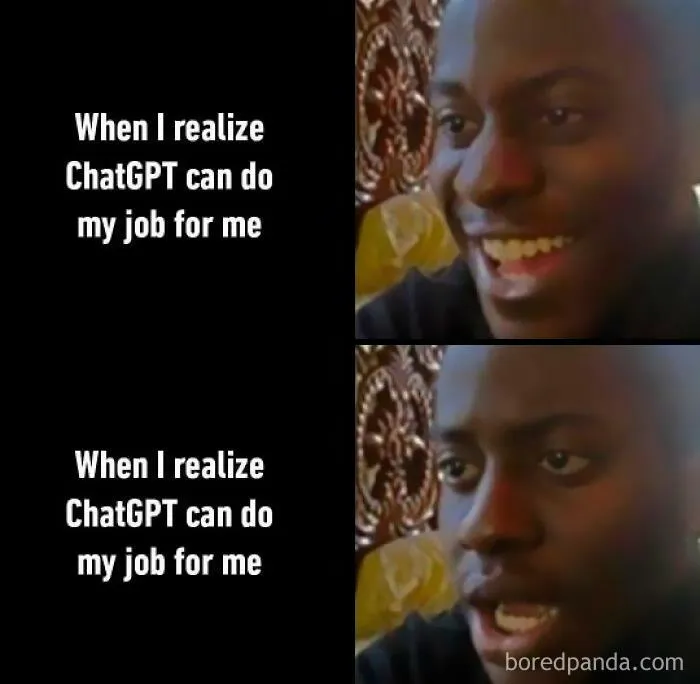 When I realize
ChatGPT can do
my job for me
When I realize
ChatGPT can do
my job for me
boredpanda.com